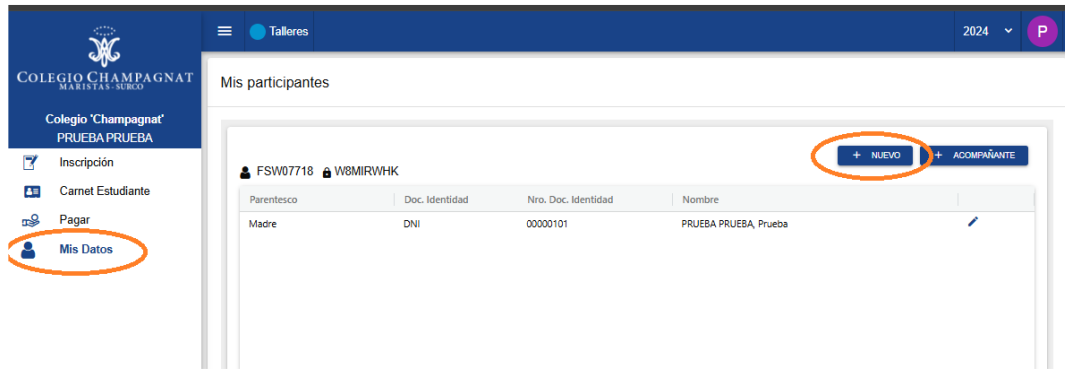 Talleres
2024
P
COLEGIO CHAMPAGNAT
MARISTAS-SURCO
Colegio 'Champagnat'
PRUEBA PRUEBA
Inscripción
Carnet Estudiante
Pagar
Mis Datos
Mis participantes
+ NUEVO
+ ACOMPAÑANTE
FSW07718 W8MIRWHK
Parentesco Doc. Identidad Nro. Doc. Identidad Nombre
Madre DNI 00000101 PRUEBA PRUEBA, Prueba